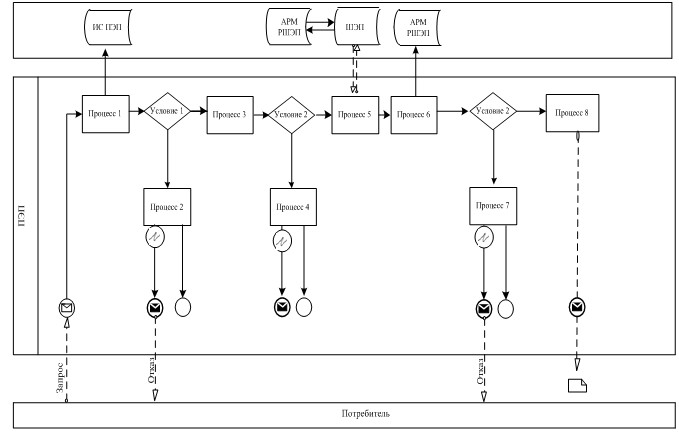 ИС ПЭП
АРМ
РШЭП
ШЭП
АРМ
РШЭП
Процесс 1
Условие 1
Процесс 3
Условие 2
Процесс 5
Процесс 6
Условие 2
Процесс 8
Процесс 2
Процесс 4
Процесс 7
ПЭП
Запрос
Отказ
Отказ
Потребитель